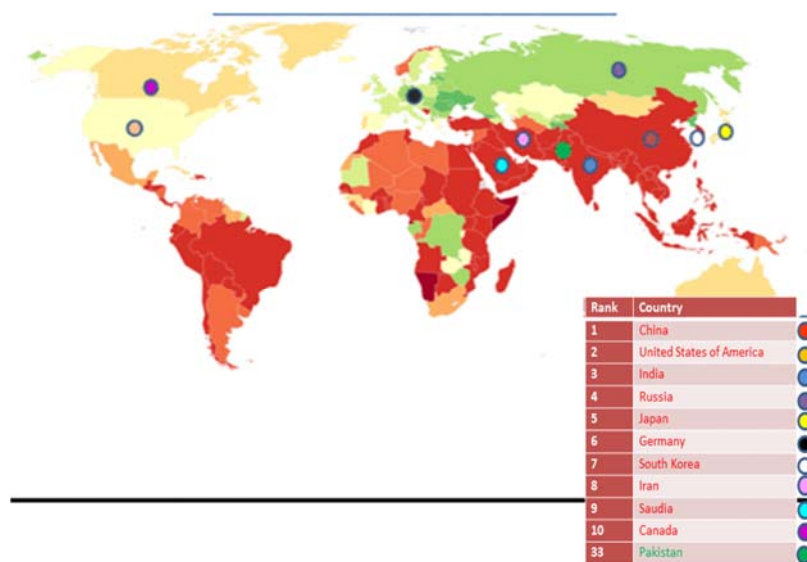 Rank Country
1 China
2 United States of America
3 India
4 Russia
5 Japan
6 Germany
7 South Korea
8 Iran
9 Saudia
10 Canada
33 Pakistan